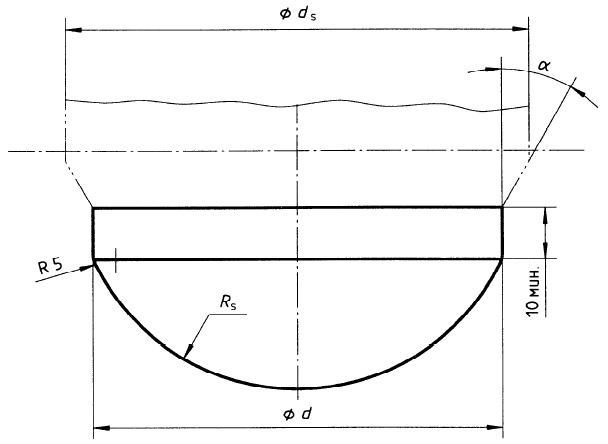 ϕ dₛ
α
R 5
Rₛ
10 мин.
ϕ d